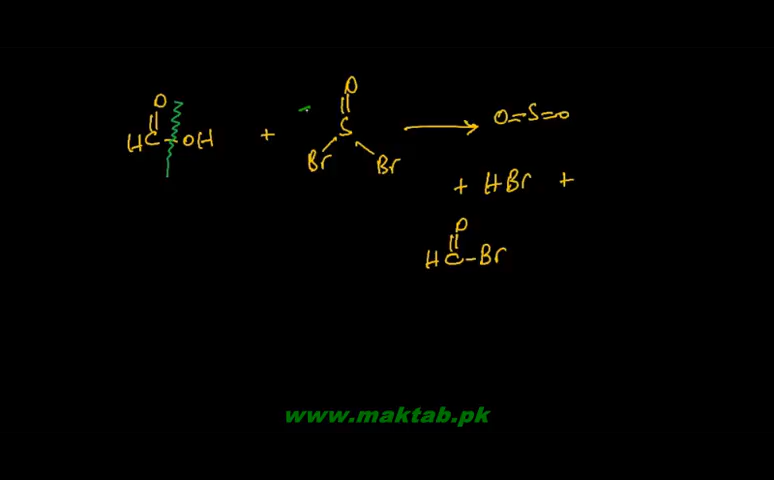 O
O
HC-OH + S → O=S=O
Br Br
+ HBr +
O
HC-Br
www.maktab.pk